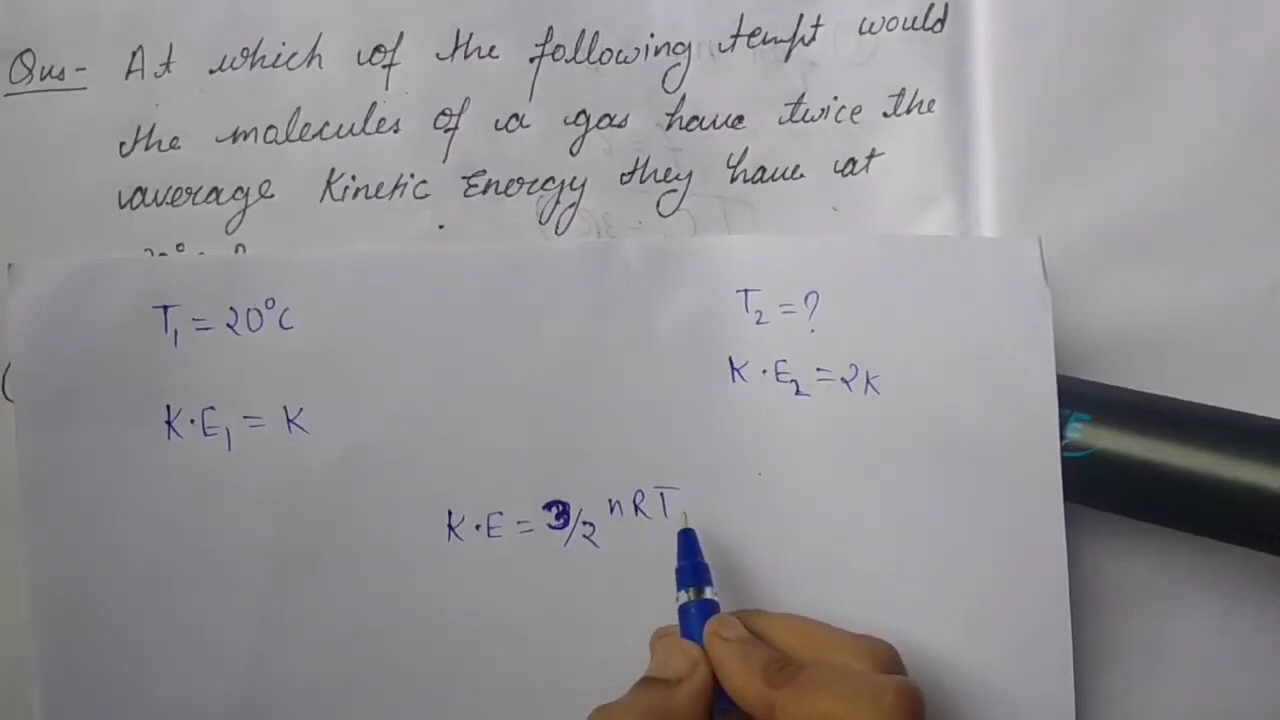 Qus- At which of the following tempt would
the molecules of a gas have twice the
average Kinetic Energy they have at
T₁ = 20°C
T₂ = ?
K·E₂ = 2K
K·E₁ = K
K·E = 3/2 nRT